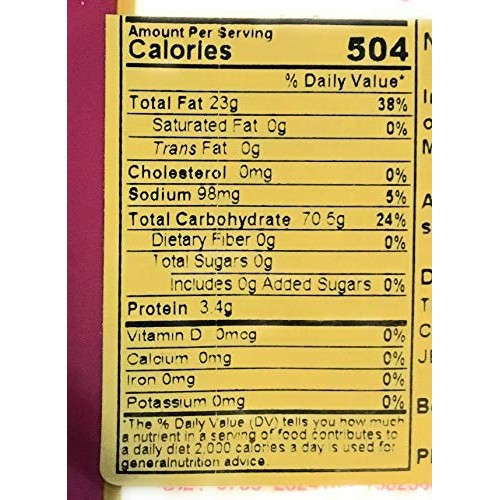 Amount Per Serving
Calories 504
% Daily Value*
Total Fat 23g 38%
Saturated Fat 0g 0%
Trans Fat 0g
Cholesterol 0mg 0%
Sodium 98mg 5%
Total Carbohydrate 70 5g 24%
Dietary Fiber 0g 0%
Total Sugars 0g
Includes 0g Added Sugars 0%
Protein 3.4g
Vitamin D 0mcg 0%
Calcium 0mg 0%
Iron 0mg 0%
Potassium 0mg 0%
*The % Daily Value (DV) tells you how much
a nutrient in a serving of food contributes to
a daily diet 2,000 calories a day is used for
generalnutrition advice.